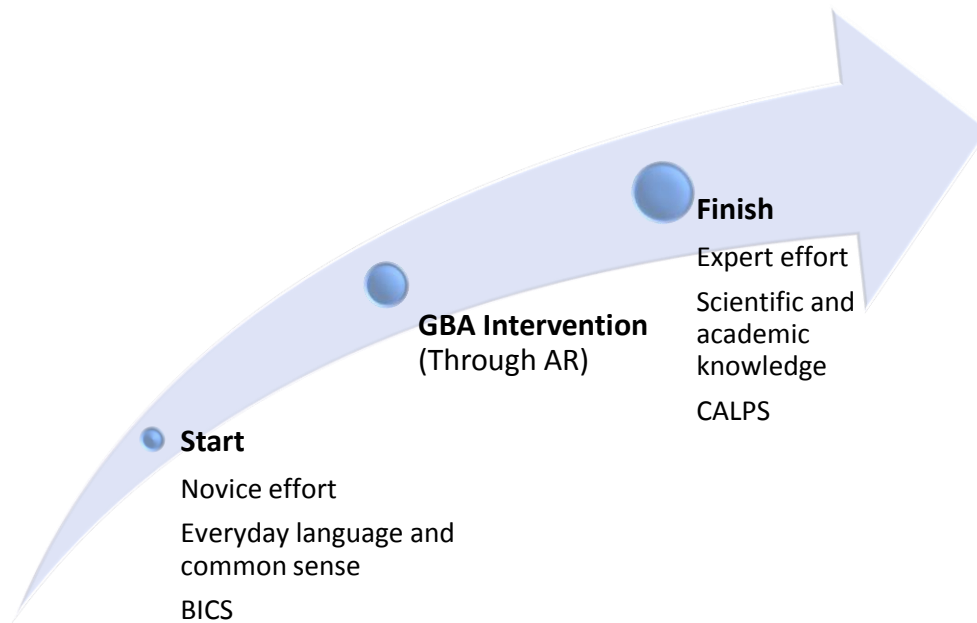 Start
Novice effort
Everyday language and
common sense
BICS
GBA Intervention
(Through AR)
Finish
Expert effort
Scientific and
academic
knowledge
CALPS